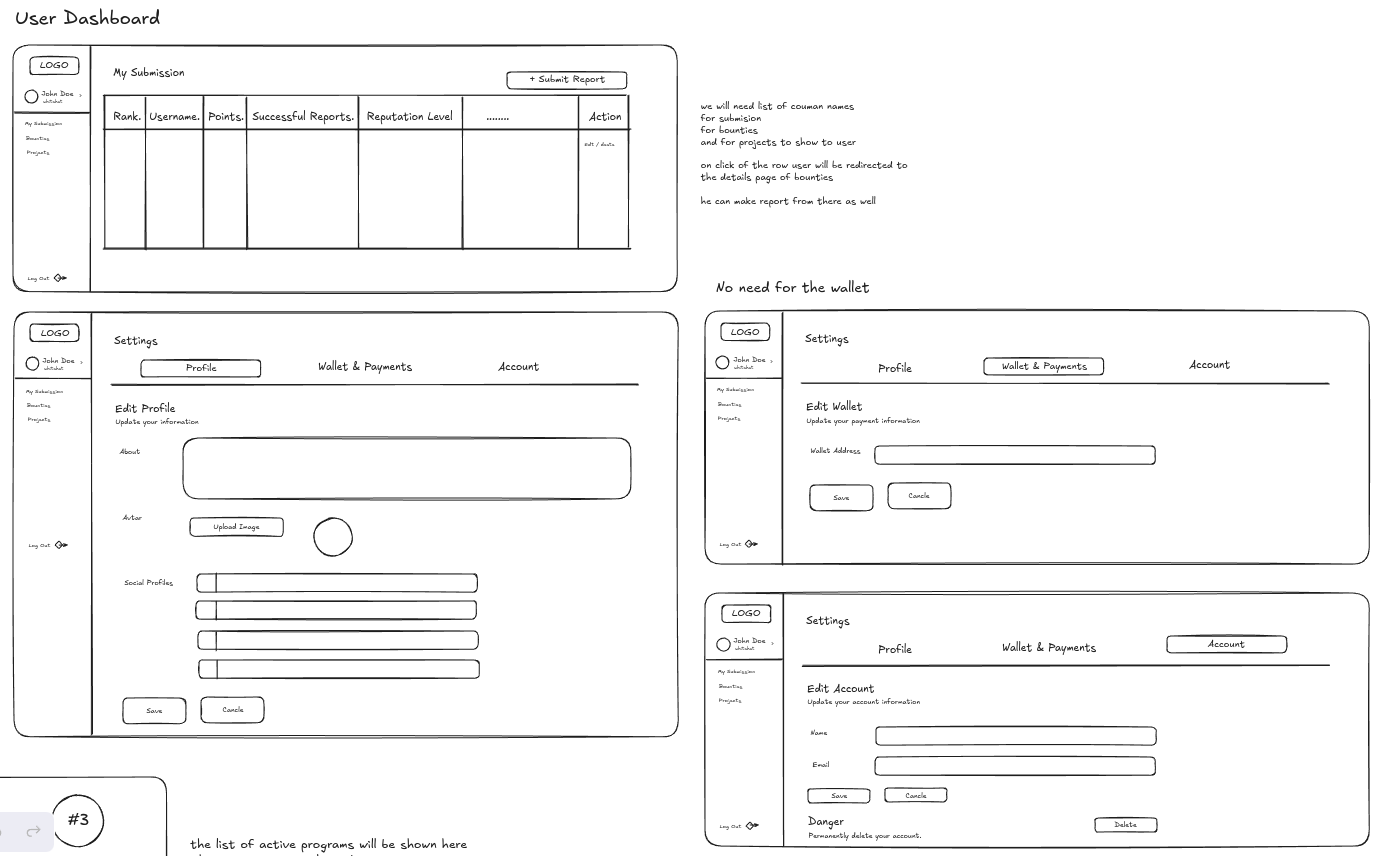 User Dashboard
LOGO
John Doe >
whitehat
My Submission
Bounties
Projects
Log Out
My Submission
+ Submit Report
Rank. Username. Points. Successful Reports. Reputation Level ........ Action
Edit /
we will need list of couman names
for submision
for bounties
and for projects to show to user
on click of the row user will be redirected to
the details page of bounties
he can make report from there as well
LOGO
John Doe >
whitehat
My Submission
Bounties
Projects
Log Out
Settings
Profile Wallet & Payments Account
Edit Profile
Update your information
About
Avtar
Upload Image
Social Profiles
Save Cancle
No need for the wallet
LOGO
John Doe >
whitehat
My Submission
Bounties
Projects
Log Out
Settings
Profile Wallet & Payments Account
Edit Wallet
Update your payment information
Wallet Address
Save Cancle
LOGO
John Doe >
whitehat
My Submission
Bounties
Projects
Log Out
Settings
Profile Wallet & Payments Account
Edit Account
Update your account information
Name
Email
Save Cancle
Danger
Permanently delete your account.
Delete
#3
the list of active programs will be shown here